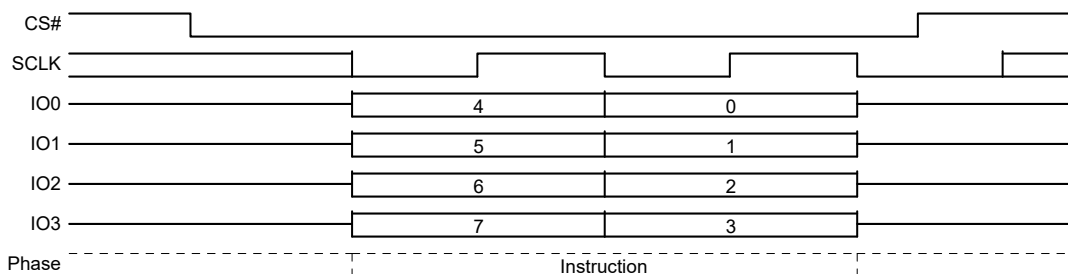 CS#
SCLK
IO0 4 0
IO1 5 1
IO2 6 2
IO3 7 3
Phase Instruction